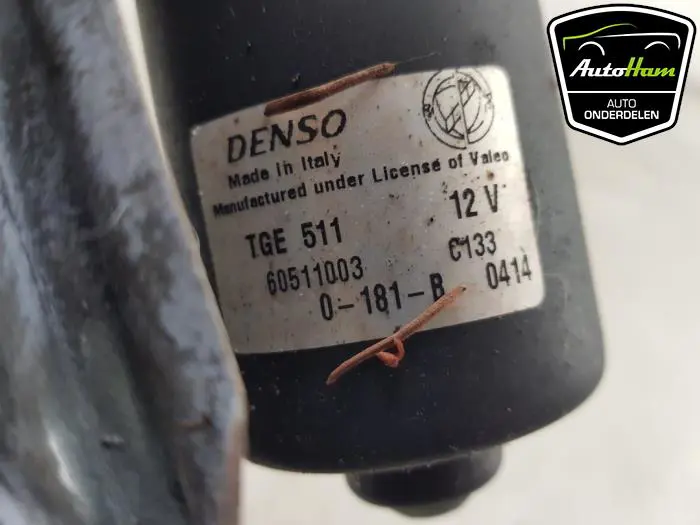 AutoHam
AUTO
ONDERDELEN
DENSO
Made in Italy
Manufactured under License of Valeo
TGE 511
12 V
60511003
C133
0-181-B
0414